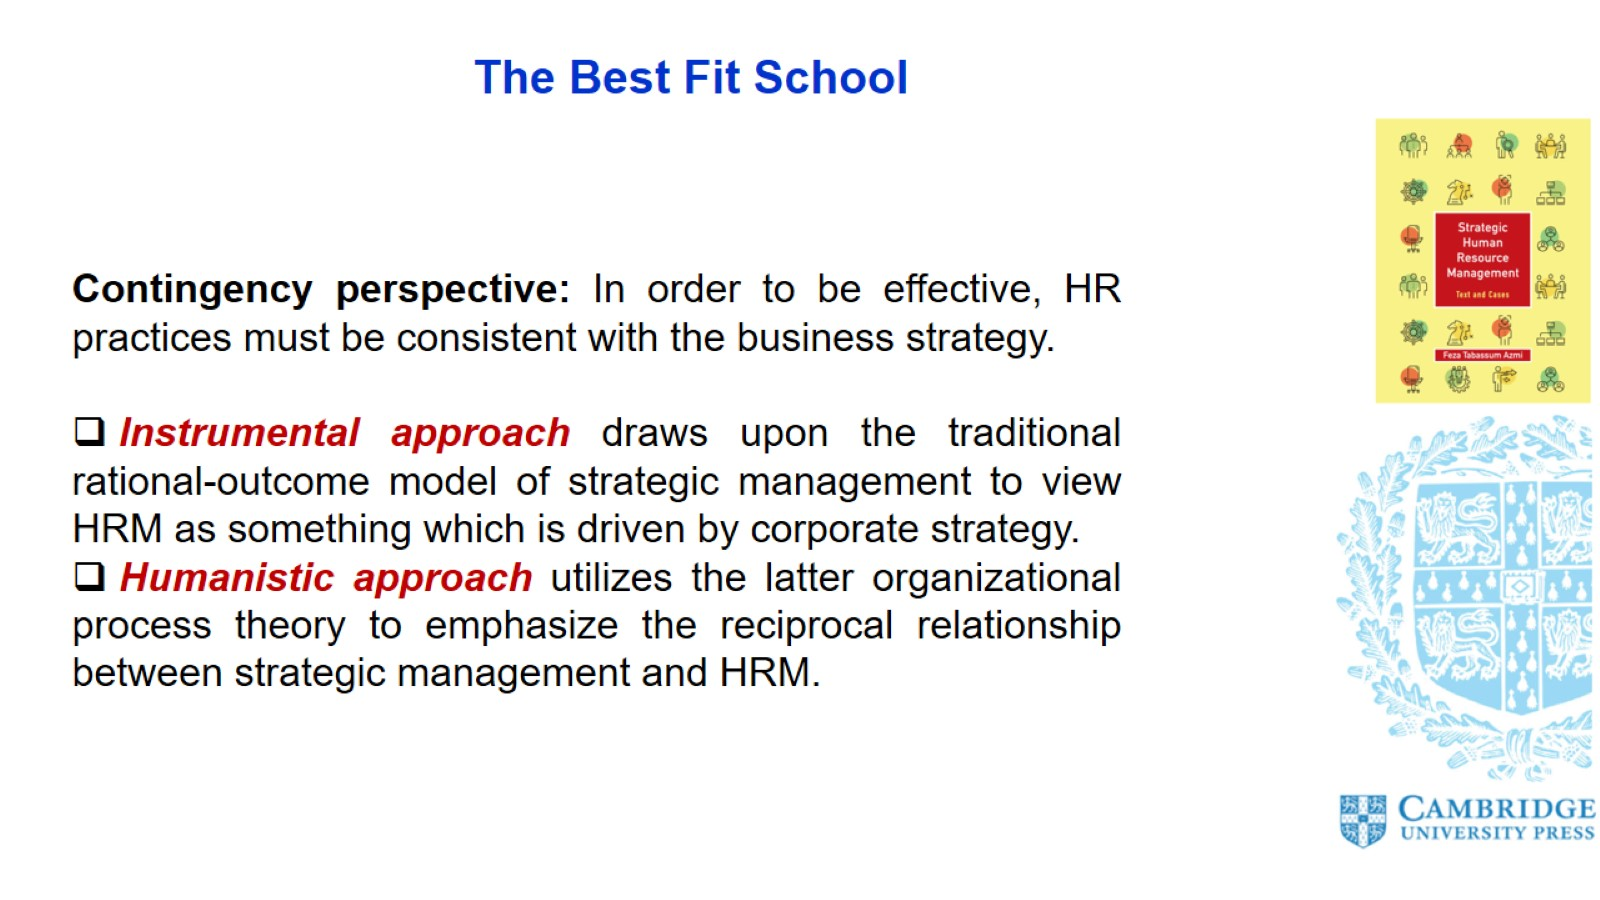 The Best Fit School
Contingency perspective: In order to be effective, HR
practices must be consistent with the business strategy.
❑ Instrumental approach draws upon the traditional
rational-outcome model of strategic management to view
HRM as something which is driven by corporate strategy.
❑ Humanistic approach utilizes the latter organizational
process theory to emphasize the reciprocal relationship
between strategic management and HRM.
Strategic
Human
Resource
Management
Text and Cases
Feza Tabassum Azmi
CAMBRIDGE
UNIVERSITY PRESS